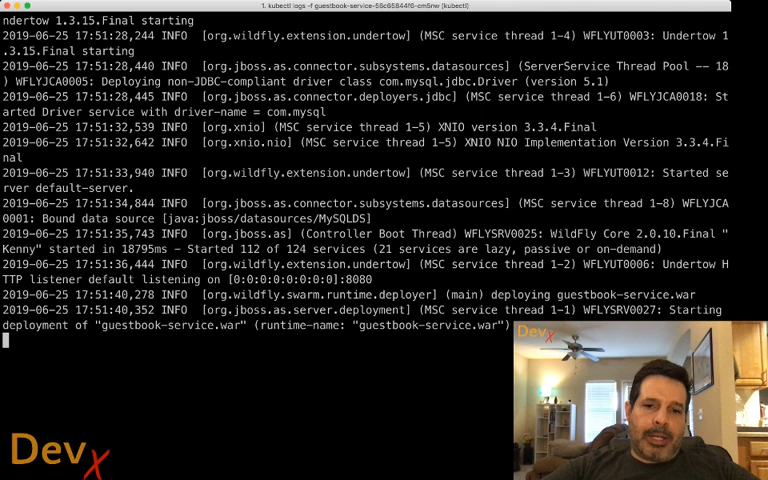 1. kubectl logs -f guestbook-service-56c65844f6-cm5nw (kubectl)
ndertow 1.3.15.Final starting
2019-06-25 17:51:28,244 INFO  [org.wildfly.extension.undertow] (MSC service thread 1-4) WFLYUT0003: Undertow 1
.3.15.Final starting
2019-06-25 17:51:28,440 INFO  [org.jboss.as.connector.subsystems.datasources] (ServerService Thread Pool -- 18
) WFLYJCA0005: Deploying non-JDBC-compliant driver class com.mysql.jdbc.Driver (version 5.1)
2019-06-25 17:51:28,445 INFO  [org.jboss.as.connector.deployers.jdbc] (MSC service thread 1-6) WFLYJCA0018: St
arted Driver service with driver-name = com.mysql
2019-06-25 17:51:32,539 INFO  [org.xnio] (MSC service thread 1-5) XNIO version 3.3.4.Final
2019-06-25 17:51:32,642 INFO  [org.xnio.nio] (MSC service thread 1-5) XNIO NIO Implementation Version 3.3.4.Fi
nal
2019-06-25 17:51:33,940 INFO  [org.wildfly.extension.undertow] (MSC service thread 1-3) WFLYUT0012: Started se
rver default-server.
2019-06-25 17:51:34,844 INFO  [org.jboss.as.connector.subsystems.datasources] (MSC service thread 1-8) WFLYJCA
0001: Bound data source [java:jboss/datasources/MySQLDS]
2019-06-25 17:51:35,743 INFO  [org.jboss.as] (Controller Boot Thread) WFLYSRV0025: WildFly Core 2.0.10.Final "
Kenny" started in 18795ms - Started 112 of 124 services (21 services are lazy, passive or on-demand)
2019-06-25 17:51:36,444 INFO  [org.wildfly.extension.undertow] (MSC service thread 1-2) WFLYUT0006: Undertow H
TTP listener default listening on [0:0:0:0:0:0:0:0]:8080
2019-06-25 17:51:40,278 INFO  [org.wildfly.swarm.runtime.deployer] (main) deploying guestbook-service.war
2019-06-25 17:51:40,352 INFO  [org.jboss.as.server.deployment] (MSC service thread 1-1) WFLYSRV0027: Starting 
deployment of "guestbook-service.war" (runtime-name: "guestbook-service.war")
DevX
DevX